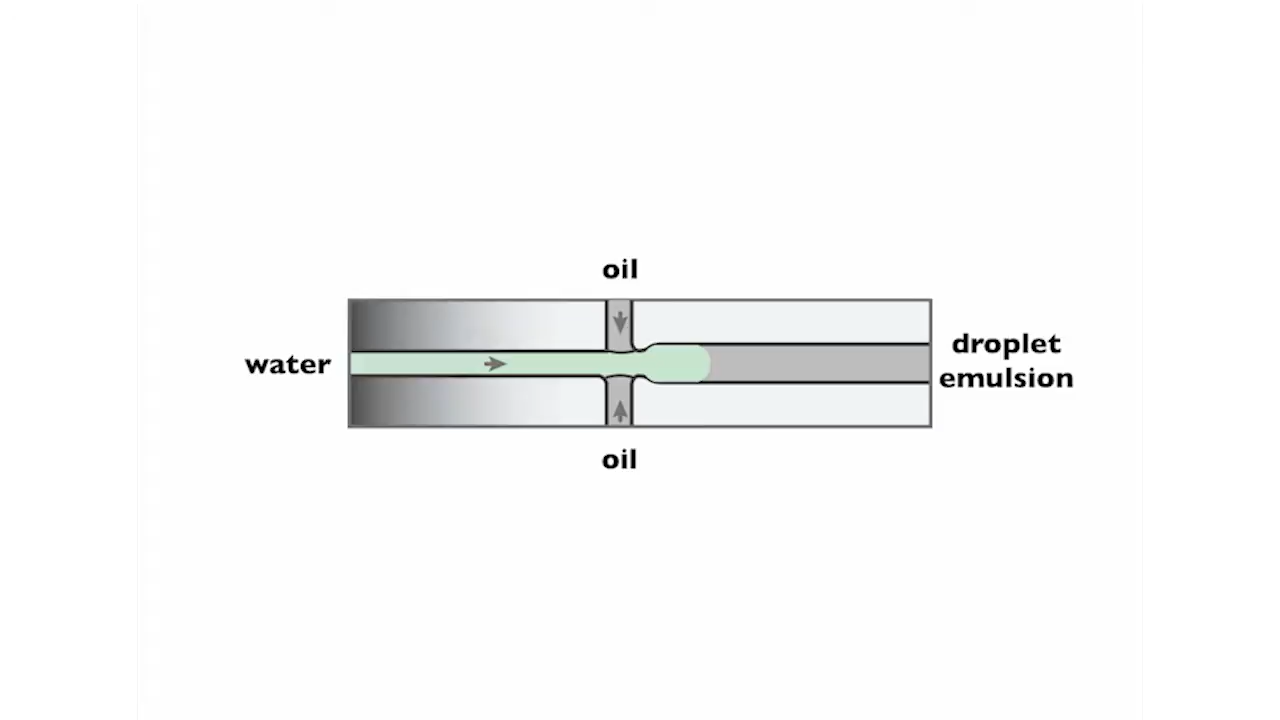 oil
water
droplet
emulsion
oil